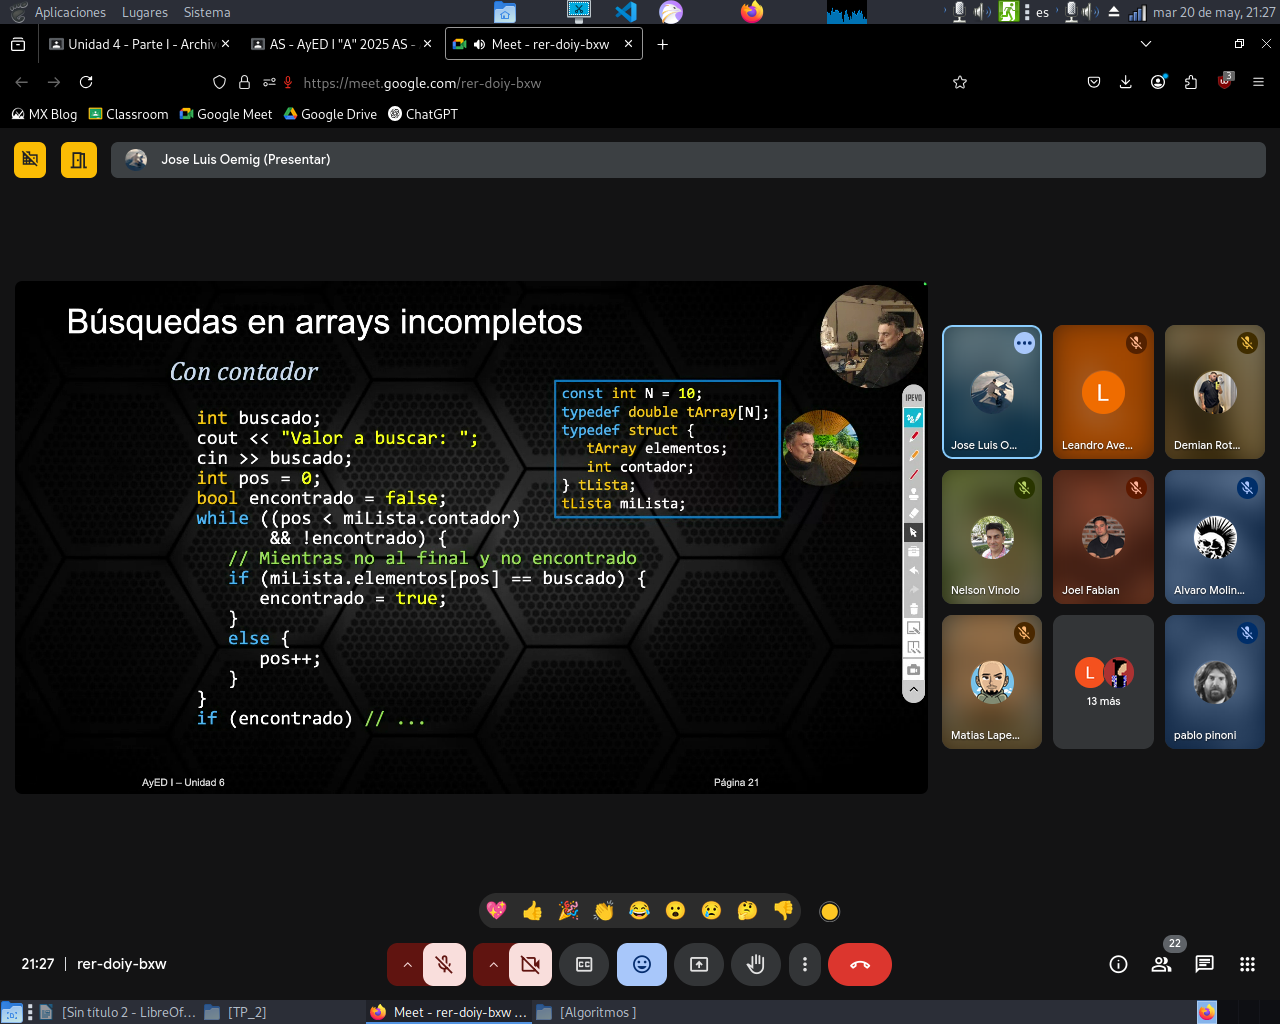 Aplicaciones Lugares Sistema
es mar 20 de may, 21:27
Unidad 4 - Parte I - Archiv
AS - AyED I "A" 2025 AS -
Meet - rer-doiy-bxw
https://meet.google.com/rer-doiy-bxw
3
MX Blog Classroom Google Meet Google Drive ChatGPT
Jose Luis Oemig (Presentar)
Búsquedas en arrays incompletos
Con contador
int buscado;
cout << "Valor a buscar: ";
cin >> buscado;
int pos = 0;
bool encontrado = false;
while ((pos < miLista.contador)
&& !encontrado) {
// Mientras no al final y no encontrado
if (miLista.elementos[pos] == buscado) {
encontrado = true;
}
else {
pos++;
}
}
if (encontrado) // ...
const int N = 10;
typedef double tArray[N];
typedef struct {
tArray elementos;
int contador;
} tLista;
tLista miLista;
IPEVO
AyED I – Unidad 6
Página 21
Jose Luis O...
L
Leandro Ave...
Demian Rot...
Nelson Vinolo
Joel Fabian
Alvaro Molin...
Matias Lape...
L
13 más
pablo pinoni
21:27 | rer-doiy-bxw
22
[Sin título 2 - LibreOf...
[TP_2]
Meet - rer-doiy-bxw ...
[Algoritmos ]